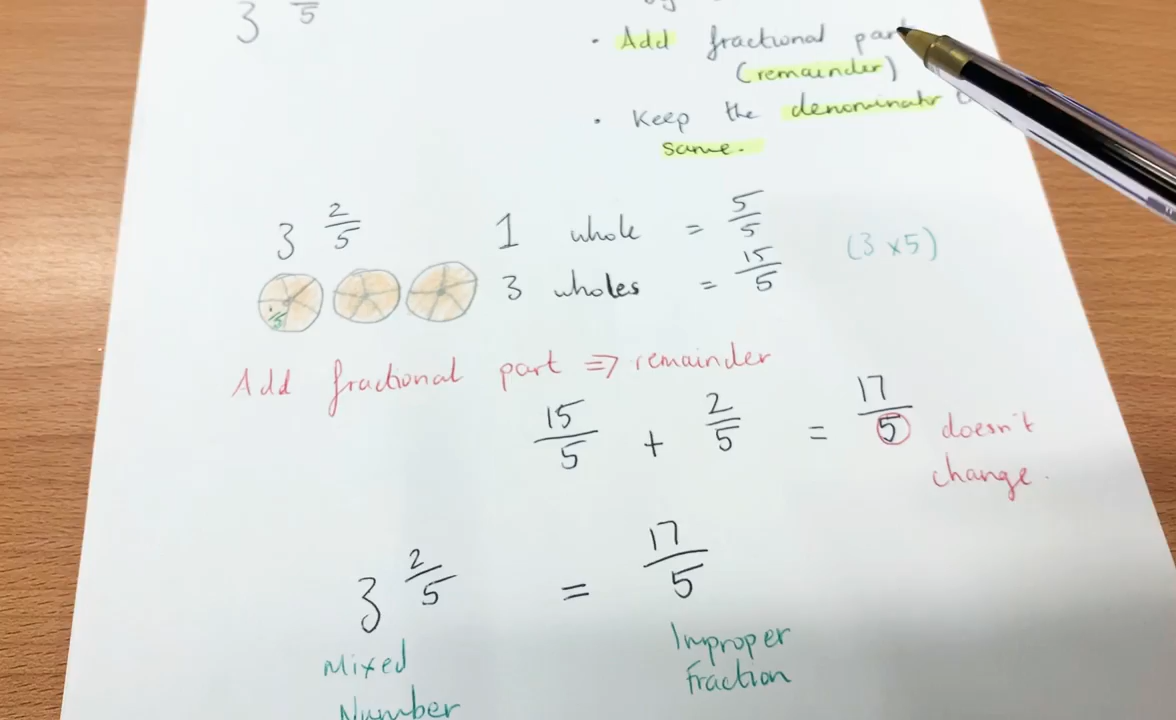 3 /5
• Add fractional part
(remainder)
• Keep the denominator
same.
3 2/5
1 whole = 5/5
(3 x5)
3 wholes = 15/5
1/5
Add fractional part => remainder
15/5 + 2/5 = 17/5 doesn't
change.
3 2/5 = 17/5
Mixed
Number
Improper
fraction